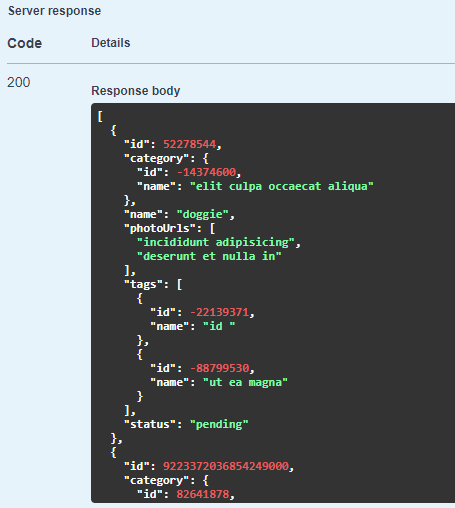 Server response
Code Details
200
Response body
[
  {
    "id": 52278544,
    "category": {
      "id": -14374600,
      "name": "elit culpa occaecat aliqua"
    },
    "name": "doggie",
    "photoUrls": [
      "incididunt adipisicing",
      "deserunt et nulla in"
    ],
    "tags": [
      {
        "id": -22139371,
        "name": "id "
      },
      {
        "id": -88799530,
        "name": "ut ea magna"
      }
    ],
    "status": "pending"
  },
  {
    "id": 9223372036854249000,
    "category": {
      "id": 82641878,